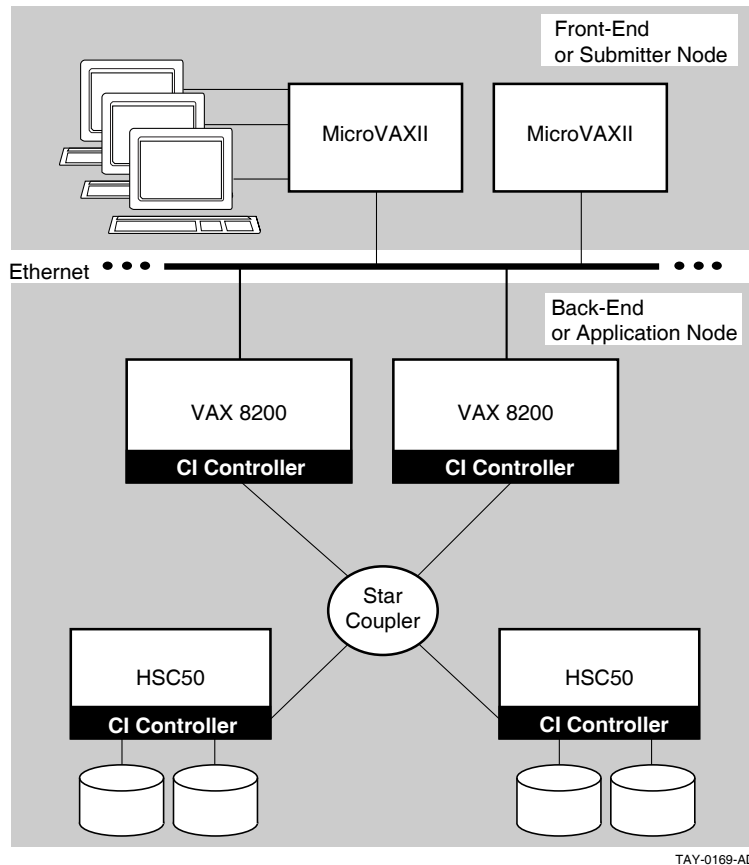 Front-End
or Submitter Node
MicroVAXII
MicroVAXII
Ethernet
Back-End
or Application Node
VAX 8200
VAX 8200
CI Controller
CI Controller
Star
Coupler
HSC50
HSC50
CI Controller
CI Controller